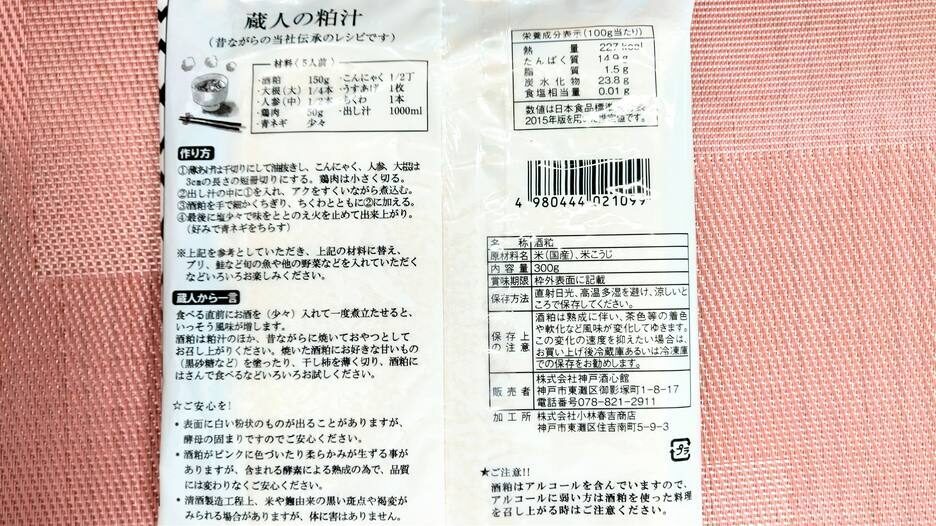 蔵人の粕汁
(昔ながらの当社伝承のレシピです)
材料(5人前)
・酒粕 150g ・こんにゃく 1/2丁
・大根(大) 1/4本 ・うすあげ 1枚
・人参(中) 1/2本 ・ちくわ 1本
・鶏肉 50g ・出し汁 1000ml
・青ネギ 少々
作り方
①薄あげは千切りにして油抜きし、こんにゃく、人参、大根は
3cmの長さの短冊切りにする。鶏肉は小さく切る。
②出し汁の中に①を入れ、アクをすくいながら煮込む。
③酒粕を手で細かくちぎり、ちくわとともに②に加える。
④最後に塩少々で味をととのえ火を止めて出来上がり。
(好みで青ネギをちらす)
※上記を参考としていただき、上記の材料に替え、
ブリ、鮭など旬の魚や他の野菜などを入れていただく
などいろいろお楽しみください。
蔵人から一言
食べる直前にお酒(少々)入れて一度煮立たせると、
いっそう風味が増します。
酒粕は粕汁のほか、昔ながらに焼いておやつとして
お召し上がりください。焼いた酒粕にお好きな甘いもの
(黒砂糖など)を塗ったり、干し柿を薄く切り、酒粕に
はさんで食べるなどいろいろお試しください。
☆ご安心を!
• 表面に白い粉状のものが出ることがありますが、
酵母の固まりですのでご安心ください。
• 酒粕がピンクに色づいたり柔らかみが生ずる事が
ありますが、含まれる酵素による熟成の為で、品質
には変わりなくご安心ください。
• 清酒製造工程上、米や麹由来の黒い斑点や褐変が
みられる場合がありますが、体に害はありません。
栄養成分表示(100g当たり)
熱量 227 kcal
たんぱく質 14.9 g
脂質 1.5 g
炭水化物 23.8 g
食塩相当量 0.01 g
数値は日本食品標準
2015年版を用い 推定値です。
4 980444 021099
名称 酒粕
原材料名 米(国産)、米こうじ
内容量 300g
賞味期限 枠外表面に記載
保存方法 直射日光、高温多湿を避け、涼しいと
ころで保存してください。
保存上の注意 酒粕は熟成に伴い、茶色等の着色
や軟化など風味が変化してゆきます。
この変化の速度を抑えたい場合は、
お買い上げ後冷蔵庫あるいは冷凍庫
での保存をお勧めします。
販売者 株式会社神戸酒心館
神戸市東灘区御影塚町1-8-17
電話番号078-821-2911
加工所 株式会社小林春吉商店
神戸市東灘区住吉南町5-9-3
プラ
★ご注意!!
酒粕はアルコールを含んでいますので、
アルコールに弱い方は酒粕を使った料理
を召し上がる時はご注意ください。